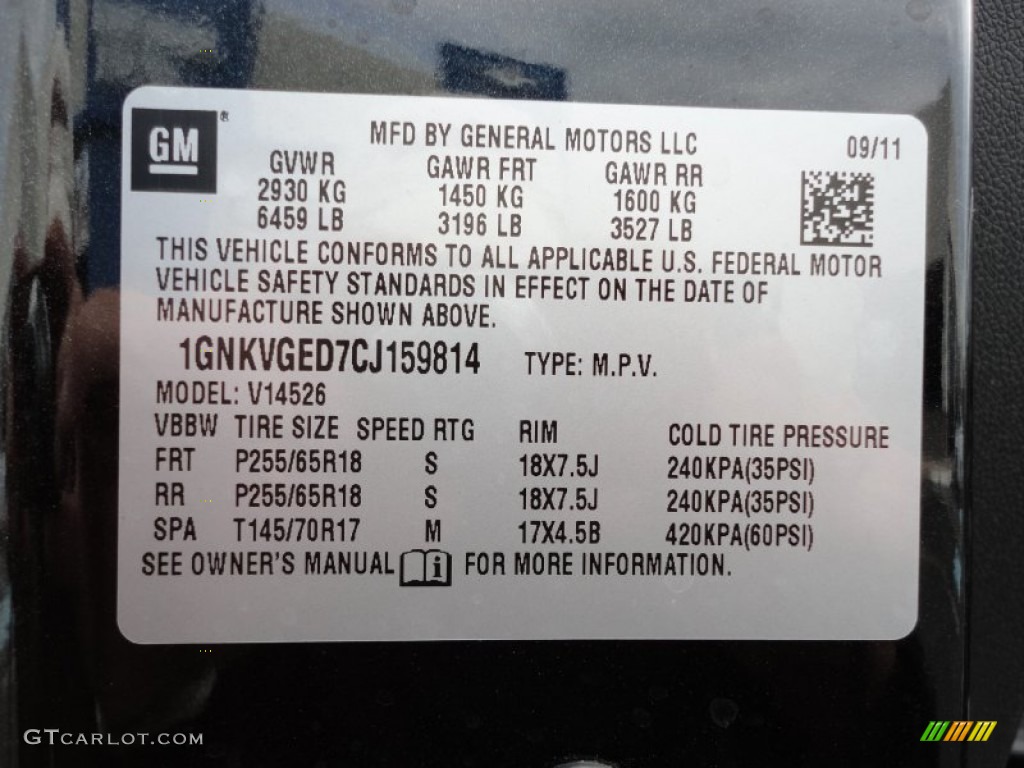 GM ®
MFD BY GENERAL MOTORS LLC 09/11
GVWR GAWR FRT GAWR RR
2930 KG 1450 KG 1600 KG
6459 LB 3196 LB 3527 LB
THIS VEHICLE CONFORMS TO ALL APPLICABLE U.S. FEDERAL MOTOR
VEHICLE SAFETY STANDARDS IN EFFECT ON THE DATE OF
MANUFACTURE SHOWN ABOVE.
1GNKVGED7CJ159814 TYPE: M.P.V.
MODEL: V14526
VBBW TIRE SIZE SPEED RTG RIM COLD TIRE PRESSURE
FRT P255/65R18 S 18X7.5J 240KPA(35PSI)
RR P255/65R18 S 18X7.5J 240KPA(35PSI)
SPA T145/70R17 M 17X4.5B 420KPA(60PSI)
SEE OWNER'S MANUAL i FOR MORE INFORMATION.
GTCARLOT.COM